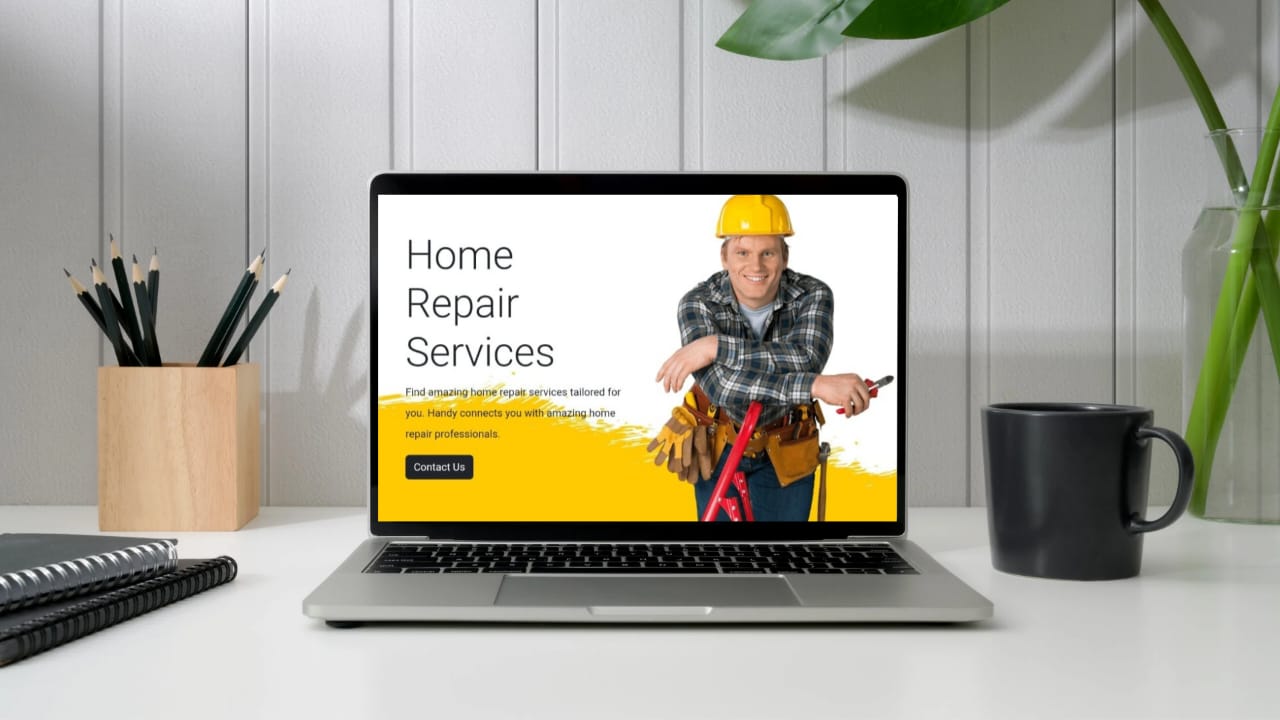 Home
Repair
Services
Find amazing home repair services tailored for
you. Handy connects you with amazing home
repair professionals.
Contact Us